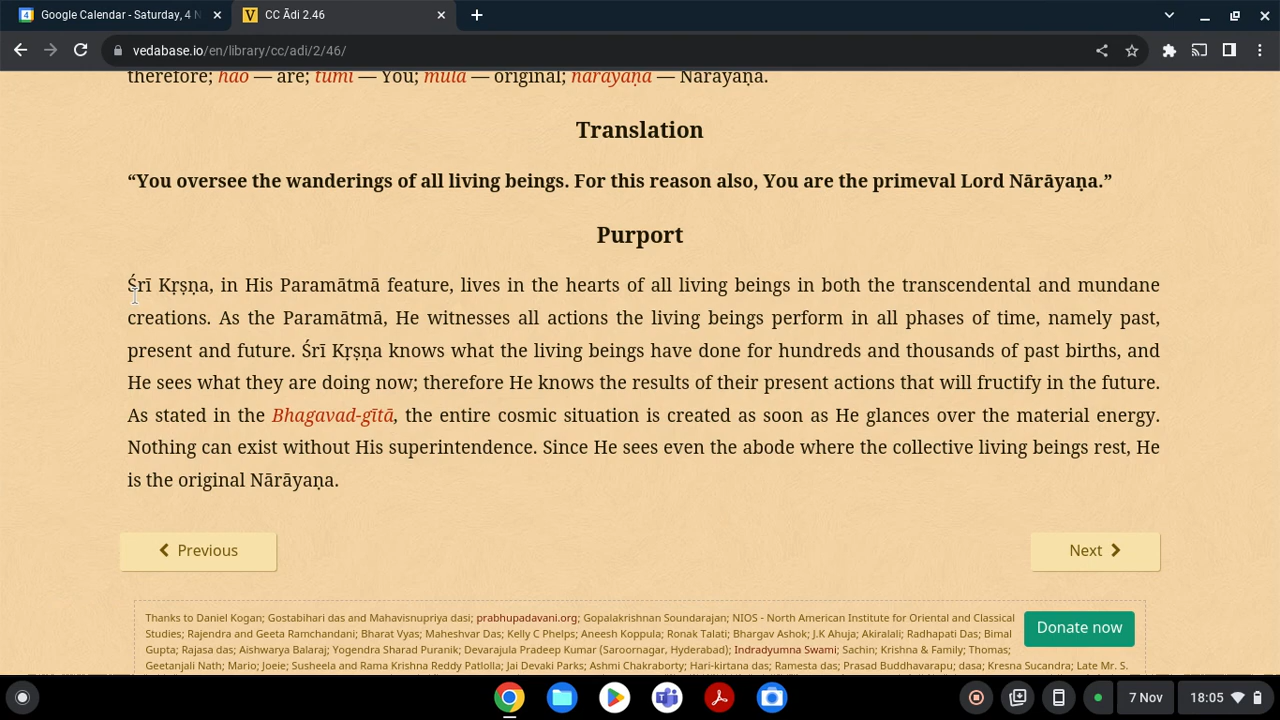 Google Calendar - Saturday, 4 N
CC Ādi 2.46
vedabase.io/en/library/cc/adi/2/46/
therefore; hao — are; tumi — You; mūla — original; nārāyaṇa — Nārāyaṇa.
Translation
“You oversee the wanderings of all living beings. For this reason also, You are the primeval Lord Nārāyaṇa.”
Purport
Śrī Kṛṣṇa, in His Paramātmā feature, lives in the hearts of all living beings in both the transcendental and mundane
creations. As the Paramātmā, He witnesses all actions the living beings perform in all phases of time, namely past,
present and future. Śrī Kṛṣṇa knows what the living beings have done for hundreds and thousands of past births, and
He sees what they are doing now; therefore He knows the results of their present actions that will fructify in the future.
As stated in the Bhagavad-gītā, the entire cosmic situation is created as soon as He glances over the material energy.
Nothing can exist without His superintendence. Since He sees even the abode where the collective living beings rest, He
is the original Nārāyaṇa.
Previous
Next
Thanks to Daniel Kogan; Gostabihari das and Mahavisnupriya dasi; prabhupadavani.org; Gopalakrishnan Soundarajan; NIOS - North American Institute for Oriental and Classical
Studies; Rajendra and Geeta Ramchandani; Bharat Vyas; Maheshvar Das; Kelly C Phelps; Aneesh Koppula; Ronak Talati; Bhargav Ashok; J.K Ahuja; Akiralali; Radhapati Das; Bimal
Gupta; Rajasa das; Aishwarya Balaraj; Yogendra Sharad Puranik; Devarajula Pradeep Kumar (Saroornagar, Hyderabad); Indradyumna Swami; Sachin; Krishna & Family; Thomas;
Geetanjali Nath; Mario; Joeie; Susheela and Rama Krishna Reddy Patlolla; Jai Devaki Parks; Ashmi Chakraborty; Hari-kirtana das; Ramesta das; Prasad Buddhavarapu; dasa; Kresna Sucandra; Late Mr. S.
Donate now
7 Nov
18:05